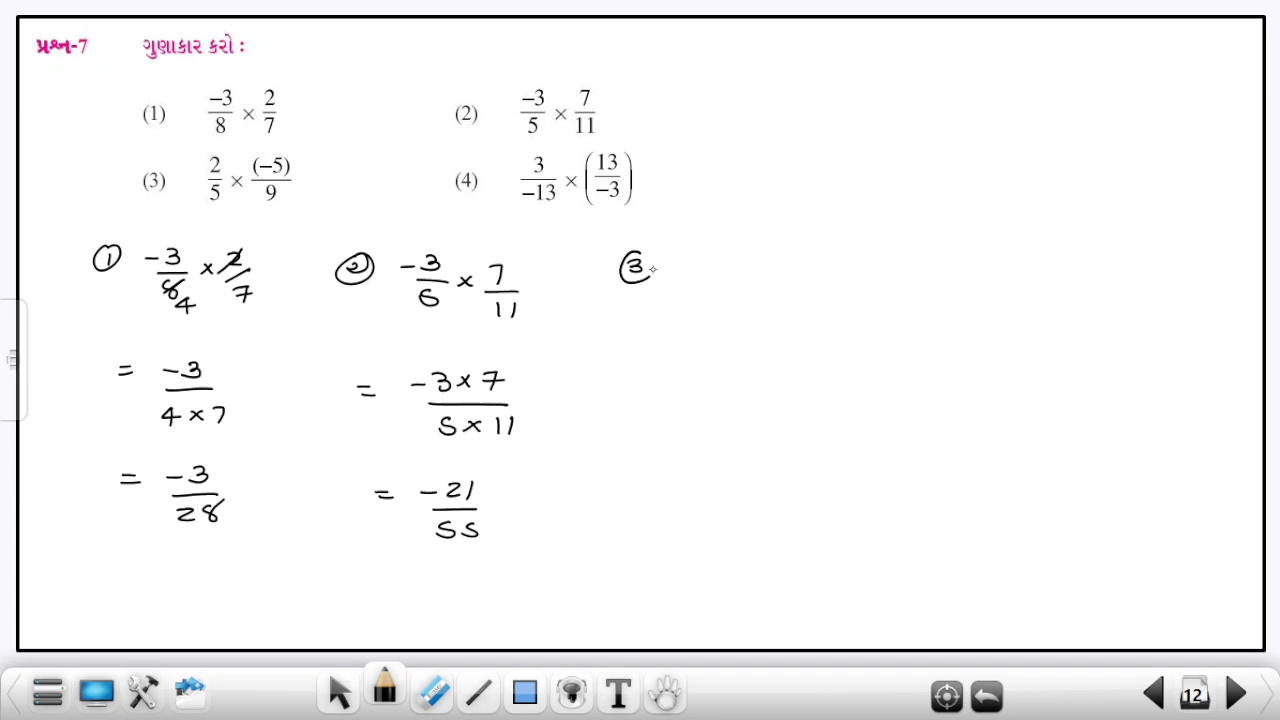 પ્રશ્ન-7 ગુણાકાર કરો :
(1) –3/8 × 2/7 (2) –3/5 × 7/11
(3) 2/5 × (–5)/9 (4) 3/–13 × (13/–3)
① -3/8 4 × 2/7 ② -3/5 × 7/11 ③
= -3/4 × 7 = -3 × 7/5 × 11
= -3/28 = -21/55
12